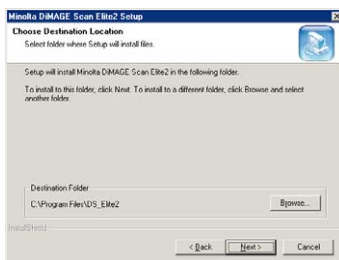 Minolta DiMAGE Scan Elite2 Setup
Choose Destination Location
Select folder where Setup will install files.
Setup will install Minolta DiMAGE Scan Elite2 in the following folder.
To install to this folder, click Next. To install to a different folder, click Browse and select
another folder.
Destination Folder
C:\Program Files\DS_Elite2
Browse...
InstallShield
< Back
Next >
Cancel